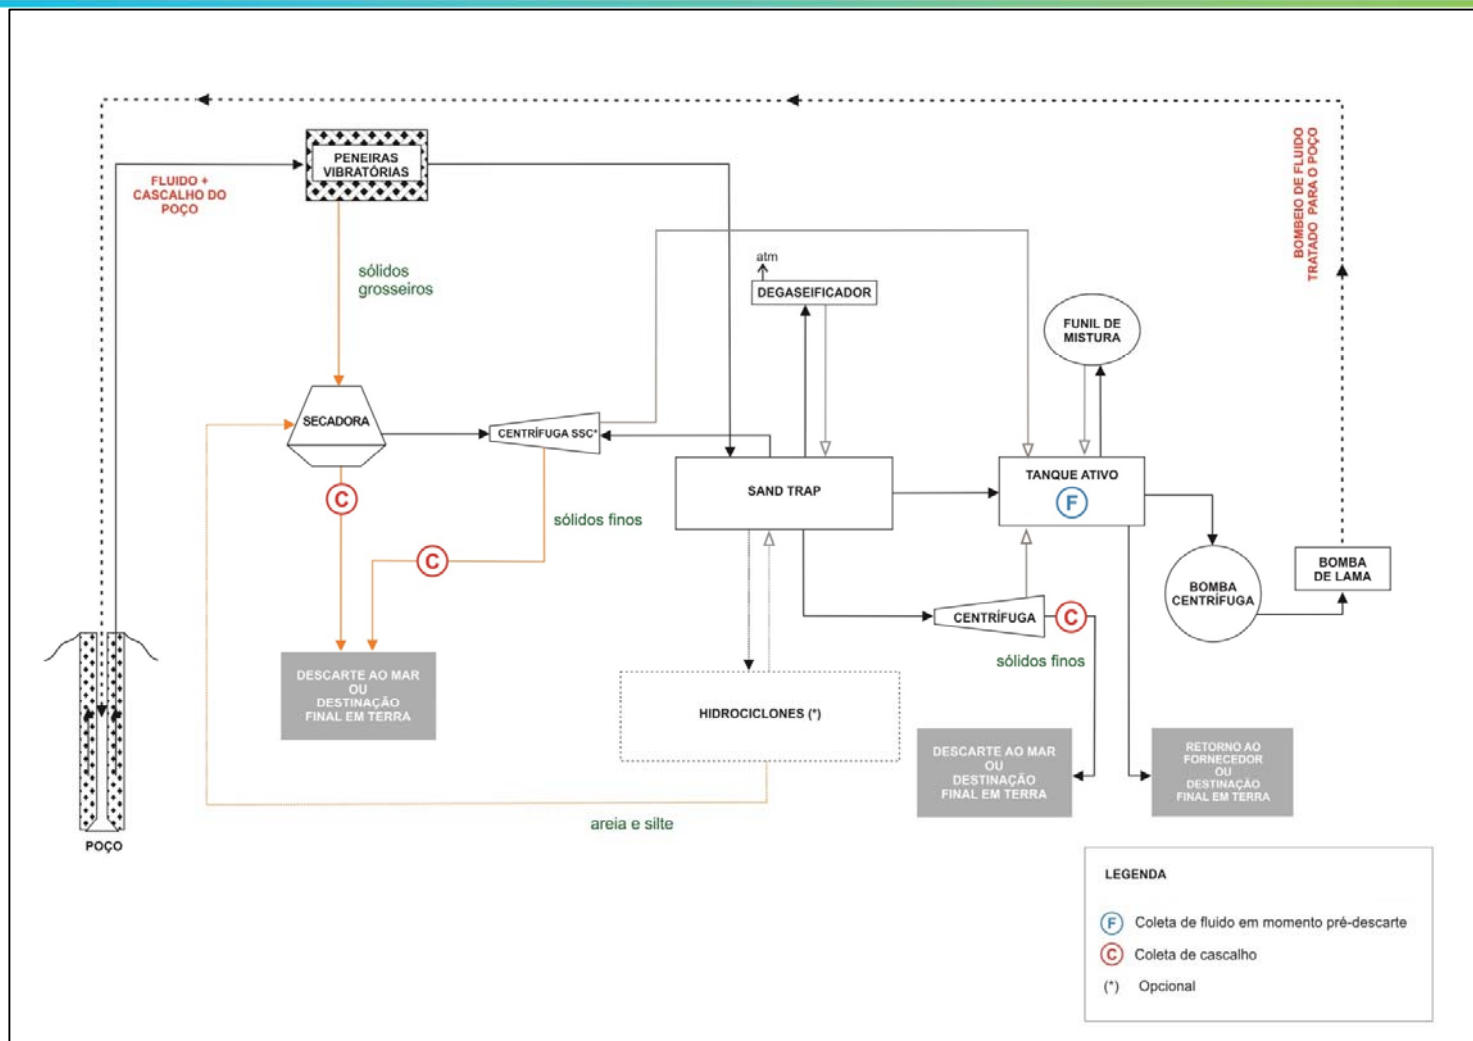 PENEIRAS
VIBRATÓRIAS
FLUIDO +
CASCALHO DO
POÇO
BOMBEIO DE FLUIDO
TRATADO PARA O POÇO
sólidos
grosseiros
atm
DEGASEIFICADOR
FUNIL DE
MISTURA
SECADORA
CENTRÍFUGA SSC*
SAND TRAP
TANQUE ATIVO
F
C
sólidos finos
C
BOMBA
CENTRÍFUGA
BOMBA
DE LAMA
CENTRÍFUGA
C
sólidos finos
DESCARTE AO MAR
OU
DESTINAÇÃO
FINAL EM TERRA
HIDROCICLONES (*)
DESCARTE AO MAR
OU
DESTINAÇÃO
FINAL EM TERRA
RETORNO AO
FORNECEDOR
OU
DESTINAÇÃO
FINAL EM TERRA
areia e silte
POÇO
LEGENDA
F Coleta de fluido em momento pré-descarte
C Coleta de cascalho
(*) Opcional